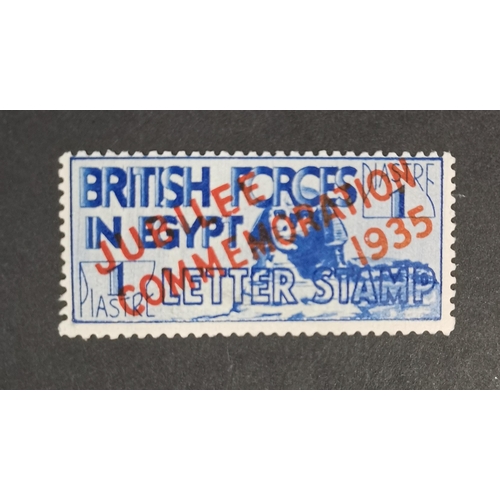 BRITISH FORCES
IN EGYPT
PIASTRE
1
1
PIASTRE
LETTER STAMP
JUBILEE
COMMEMORATION
1935